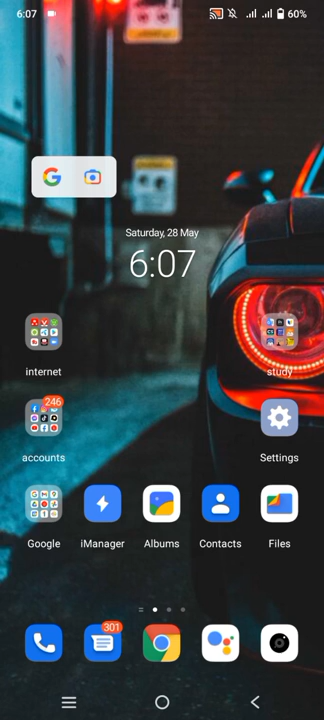 6:07
60%
Saturday, 28 May
6:07
internet
study
246
accounts
Settings
Google
iManager
Albums
Contacts
Files
301